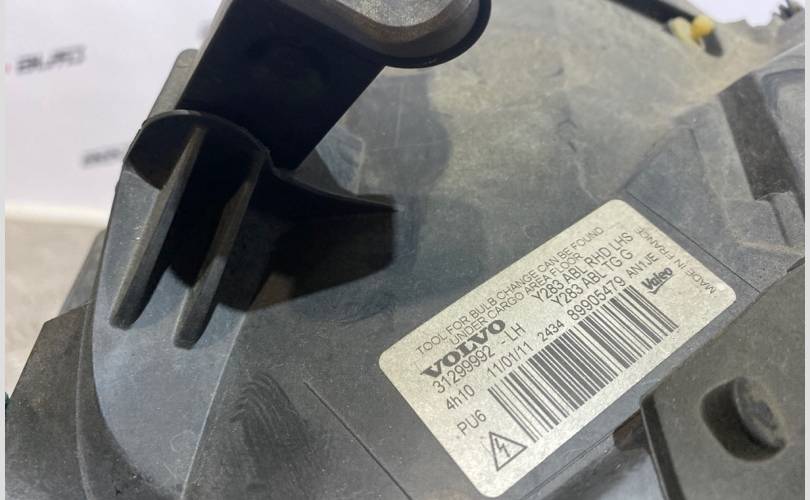 TOOL FOR BULB CHANGE CAN BE FOUND
UNDER CARGO AREA FLOOR
VOLVO Y283 ABL RHD LHS
31299992 -LH Y283 ABL TG G
4h10 11/01/11 2434 89905479 AN1JE
PU6
Valeo
MADE IN FRANCE